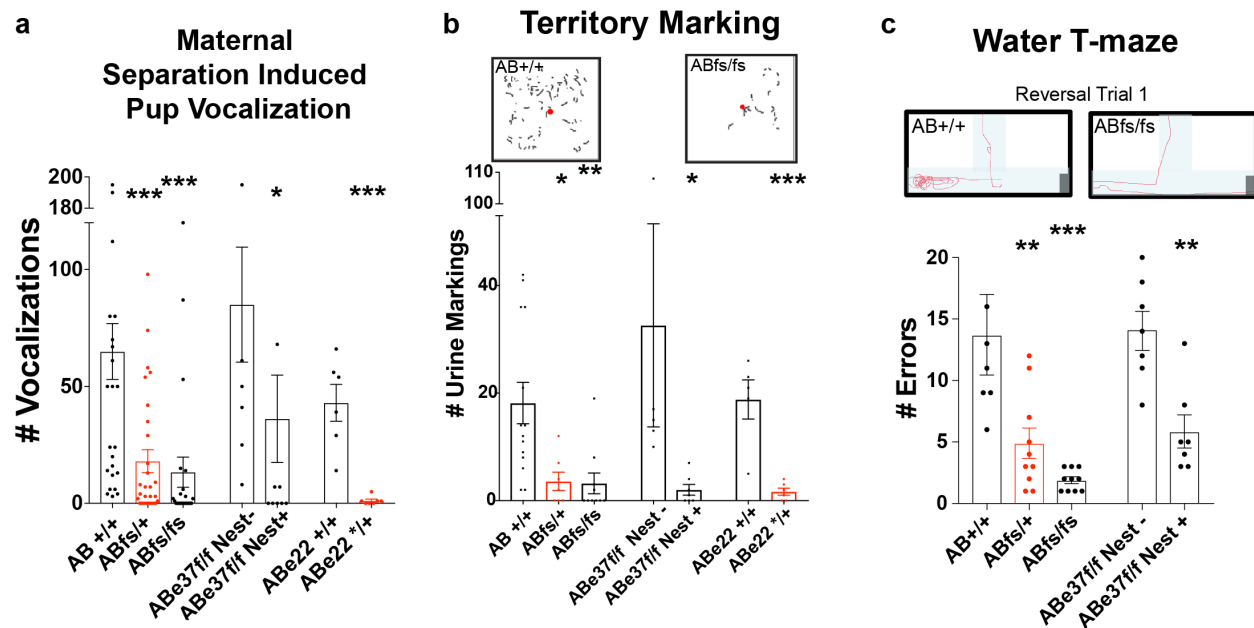 a
Maternal
Separation Induced
Pup Vocalization
# Vocalizations
200
180
100
50
0
***
***
*
***
AB +/+
ABfs/+
ABfs/fs
ABe37f/f Nest-
ABe37f/f Nest+
ABe22 +/+
ABe22 */+
b
Territory Marking
AB+/+
ABfs/fs
# Urine Markings
110
100
40
20
0
*
**
*
***
AB +/+
ABfs/+
ABfs/fs
ABe37f/f Nest -
ABe37f/f Nest +
ABe22 +/+
ABe22 */+
c
Water T-maze
Reversal Trial 1
AB+/+
ABfs/fs
# Errors
20
15
10
5
0
**
***
**
AB+/+
ABfs/+
ABfs/fs
ABe37f/f Nest -
ABe37f/f Nest +